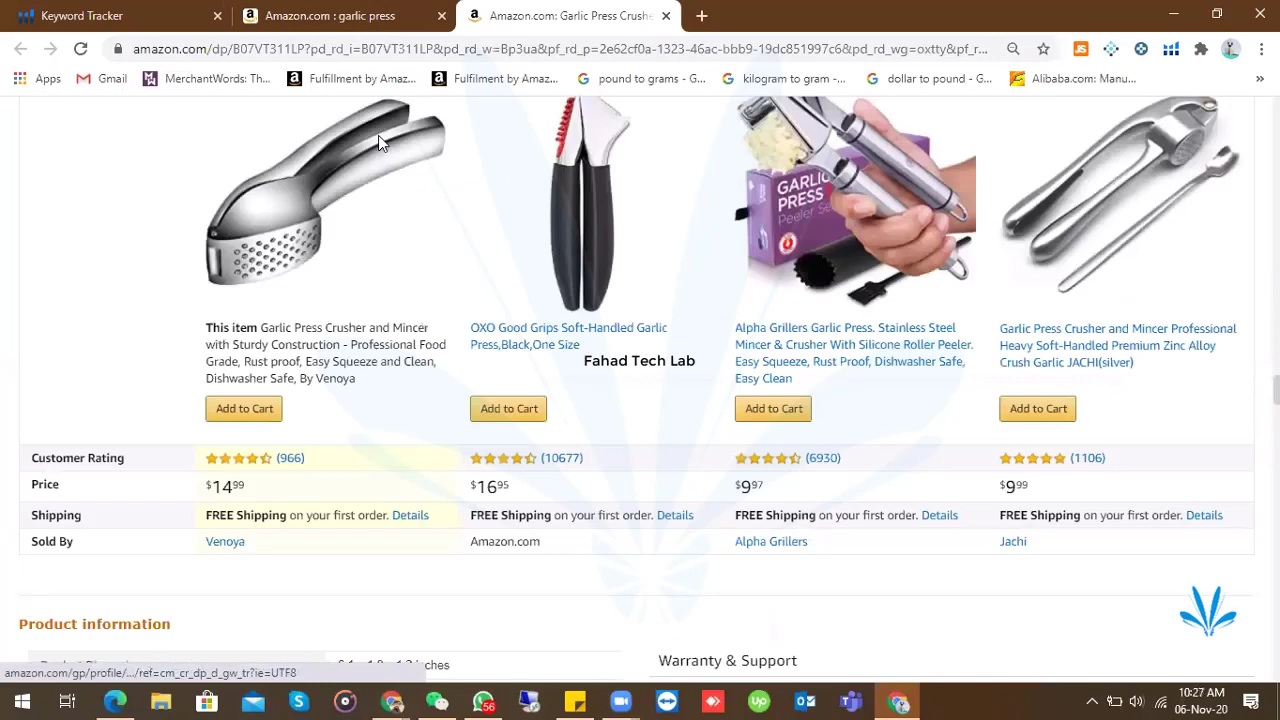 Keyword Tracker
Amazon.com : garlic press
Amazon.com: Garlic Press Crushe
amazon.com/dp/B07VT311LP?pd_rd_i=B07VT311LP&pd_rd_w=Bp3ua&pf_rd_p=2e62cf0a-1323-46ac-bbb9-19dc851997c6&pd_rd_wg=oxtty&pf_r...
Apps
Gmail
MerchantWords: Th...
Fulfillment by Amaz...
Fulfilment by Amaz...
pound to grams - G...
kilogram to gram -...
dollar to pound - G...
Alibaba.com: Manu...
GARLIC
PRESS
Peeler Set
This item Garlic Press Crusher and Mincer
with Sturdy Construction - Professional Food
Grade, Rust proof, Easy Squeeze and Clean,
Dishwasher Safe, By Venoya
OXO Good Grips Soft-Handled Garlic
Press,Black,One Size
Alpha Grillers Garlic Press. Stainless Steel
Mincer & Crusher With Silicone Roller Peeler.
Easy Squeeze, Rust Proof, Dishwasher Safe,
Easy Clean
Garlic Press Crusher and Mincer Professional
Heavy Soft-Handled Premium Zinc Alloy
Crush Garlic JACHI(silver)
Fahad Tech Lab
Add to Cart
Add to Cart
Add to Cart
Add to Cart
Customer Rating (966) (10677) (6930) (1106)
Price $14.99 $16.95 $9.97 $9.99
Shipping FREE Shipping on your first order. Details FREE Shipping on your first order. Details FREE Shipping on your first order. Details FREE Shipping on your first order. Details
Sold By Venoya Amazon.com Alpha Grillers Jachi
Product information
Warranty & Support
amazon.com/gp/profile/.../ref=cm_cr_dp_d_gw_tr?ie=UTF8
inches
56
10:27 AM
06-Nov-20